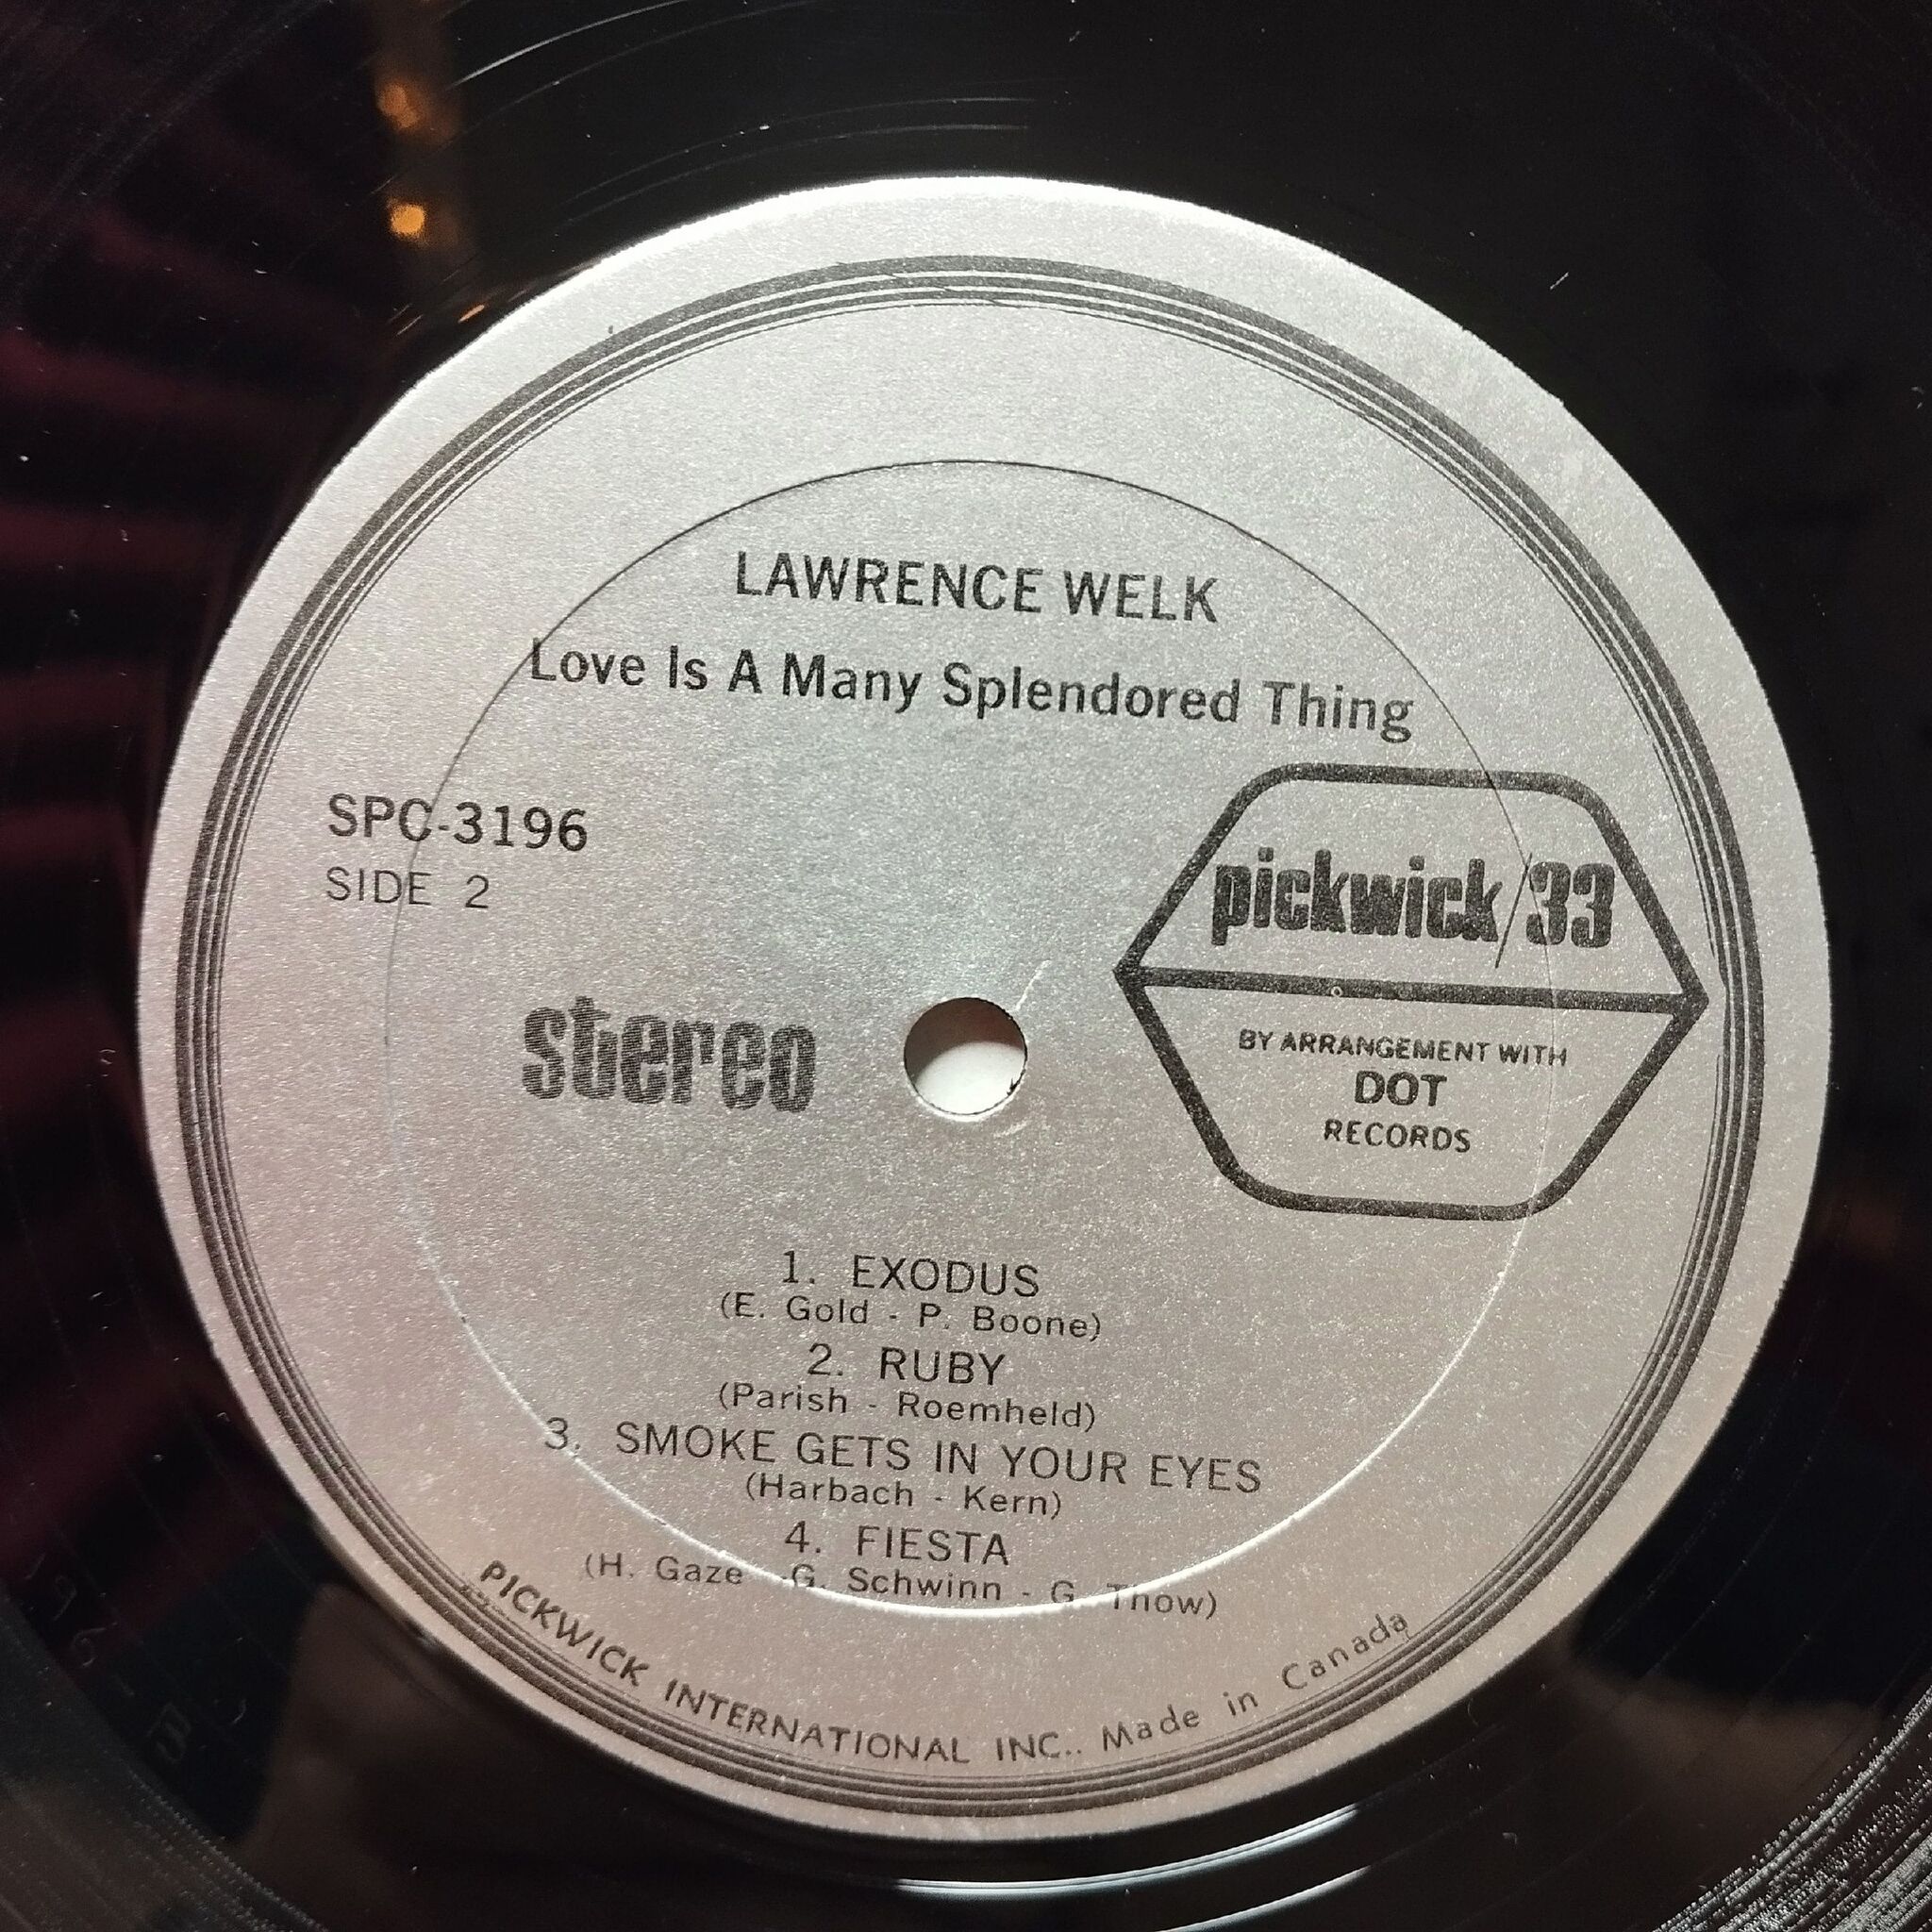 LAWRENCE WELK
Love Is A Many Splendored Thing
SPC-3196
SIDE 2
stereo
pickwick/33
BY ARRANGEMENT WITH
DOT
RECORDS
1. EXODUS
(E. Gold - P. Boone)
2. RUBY
(Parish - Roemheld)
3. SMOKE GETS IN YOUR EYES
(Harbach - Kern)
4. FIESTA
(H. Gaze - G. Schwinn - G. Thow)
PICKWICK INTERNATIONAL INC.. Made in Canada